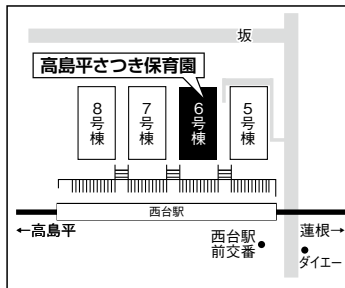 坂
高島平さつき保育園
8号棟
7号棟
6号棟
5号棟
西台駅
←高島平
西台駅
前交番
蓮根→
ダイエー